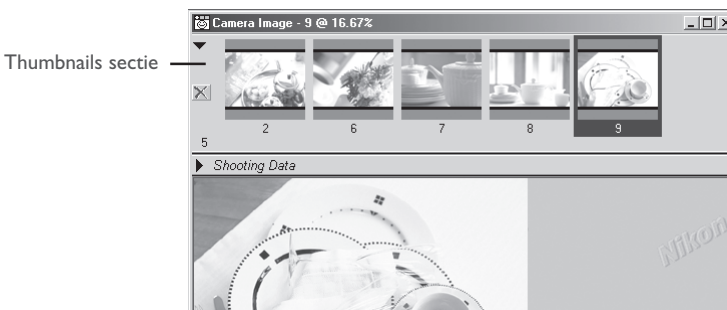 Camera Image - 9 @ 16.67%
Thumbnails sectie
2 6 7 8 9
5
Shooting Data
Nikon